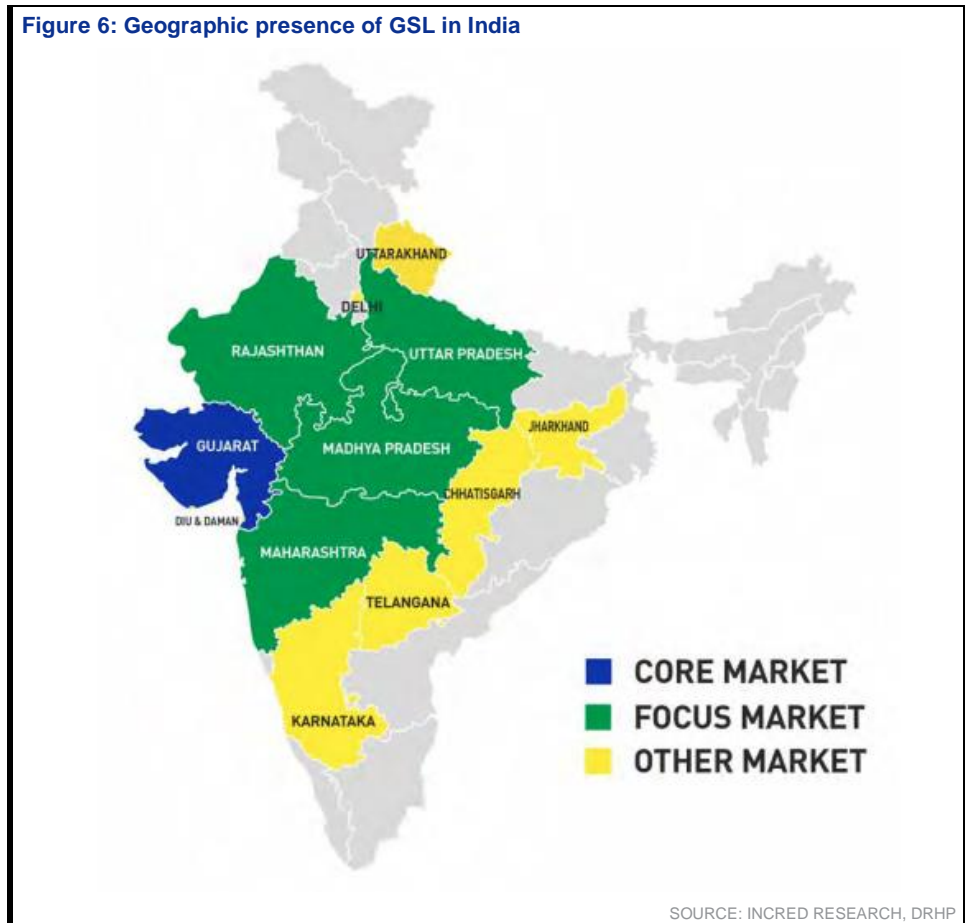 Figure 6: Geographic presence of GSL in India
UTTARAKHAND
DELHI
RAJASHTHAN
UTTAR PRADESH
JHARKHAND
GUJARAT
MADHYA PRADESH
CHHATISGARH
DIU & DAMAN
MAHARASHTRA
TELANGANA
KARNATAKA
CORE MARKET
FOCUS MARKET
OTHER MARKET
SOURCE: INCRED RESEARCH, DRHP